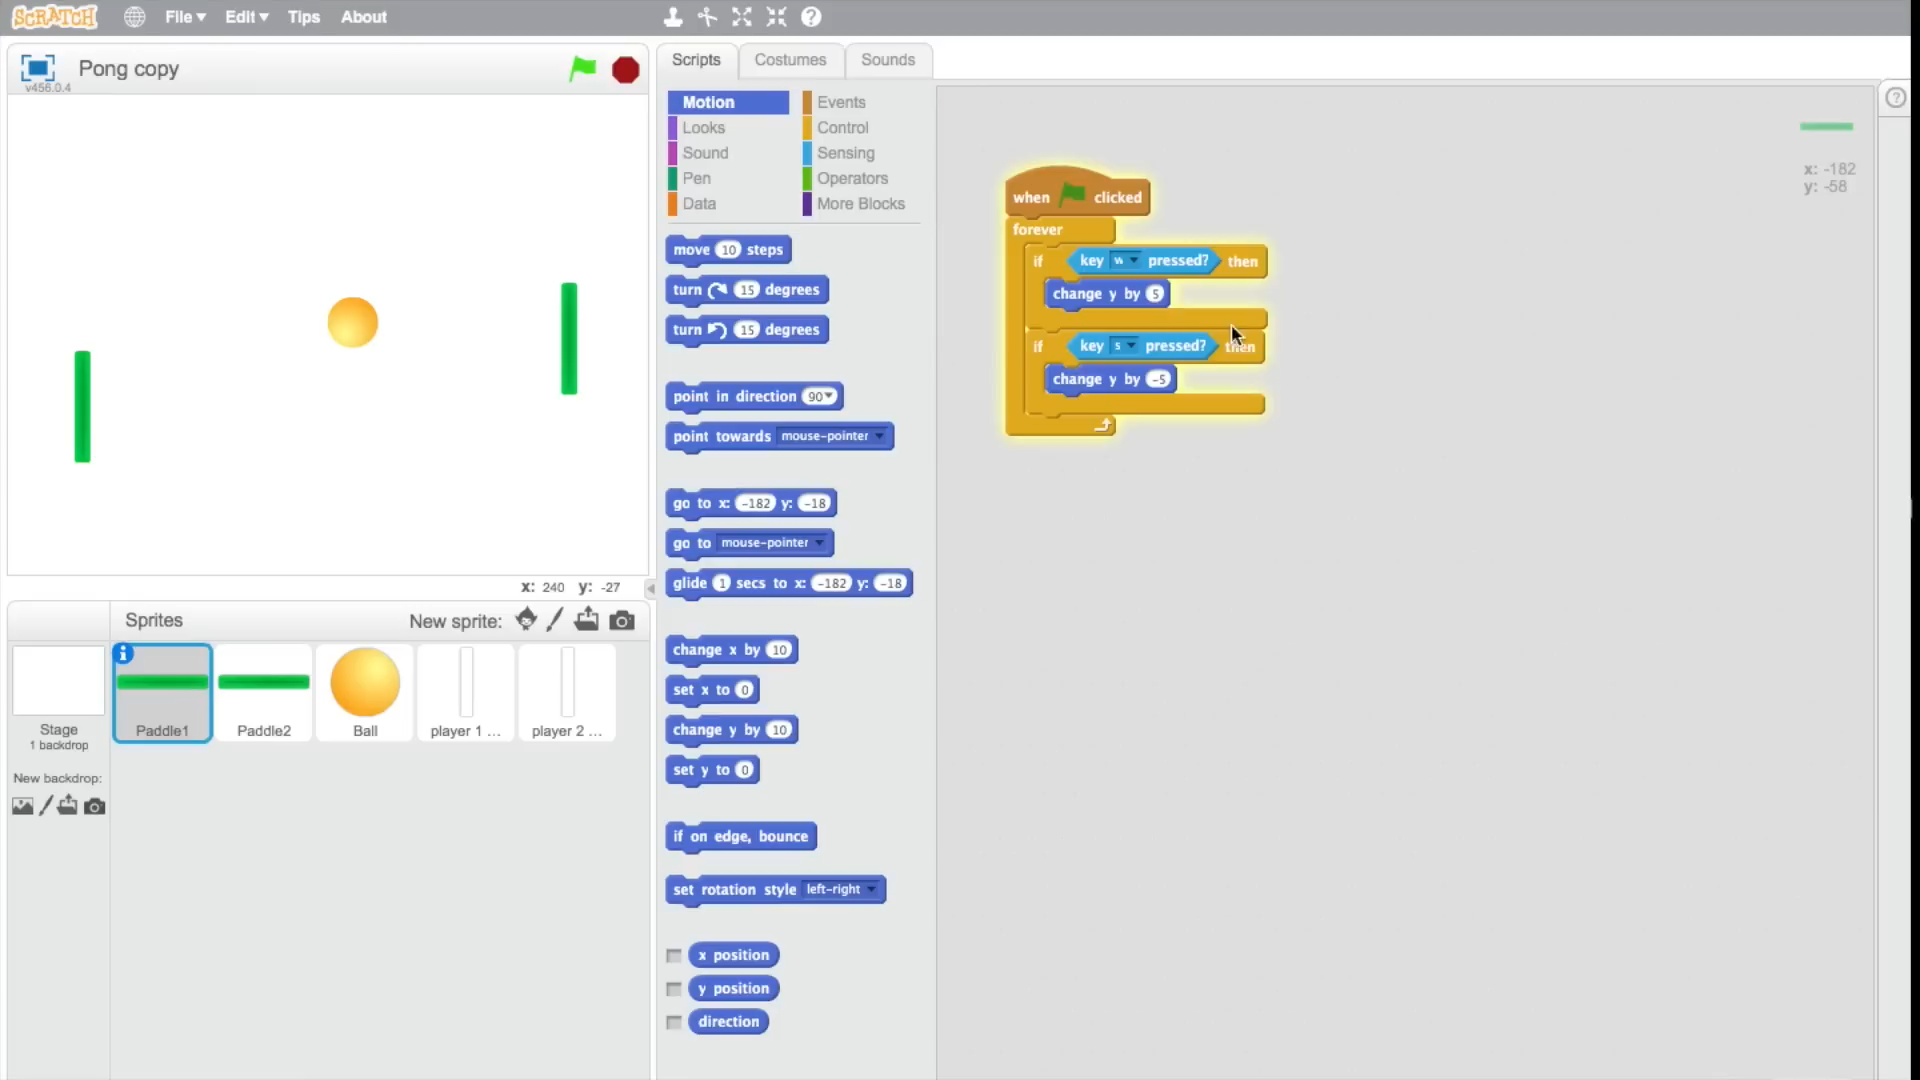 SCRATCH File Edit Tips About
Pong copy
v456.0.4
x: 240 y: -27
Sprites New sprite:
Stage
1 backdrop
New backdrop:
Paddle1 Paddle2 Ball player 1 ... player 2 ...
Scripts Costumes Sounds
Motion Events
Looks Control
Sound Sensing
Pen Operators
Data More Blocks
move 10 steps
turn 15 degrees
turn 15 degrees
point in direction 90
point towards mouse-pointer
go to x: -182 y: -18
go to mouse-pointer
glide 1 secs to x: -182 y: -18
change x by 10
set x to 0
change y by 10
set y to 0
if on edge, bounce
set rotation style left-right
x position
y position
direction
when clicked
forever
if key w pressed? then
change y by 5
if key s pressed? then
change y by -5
x: -182
y: -58